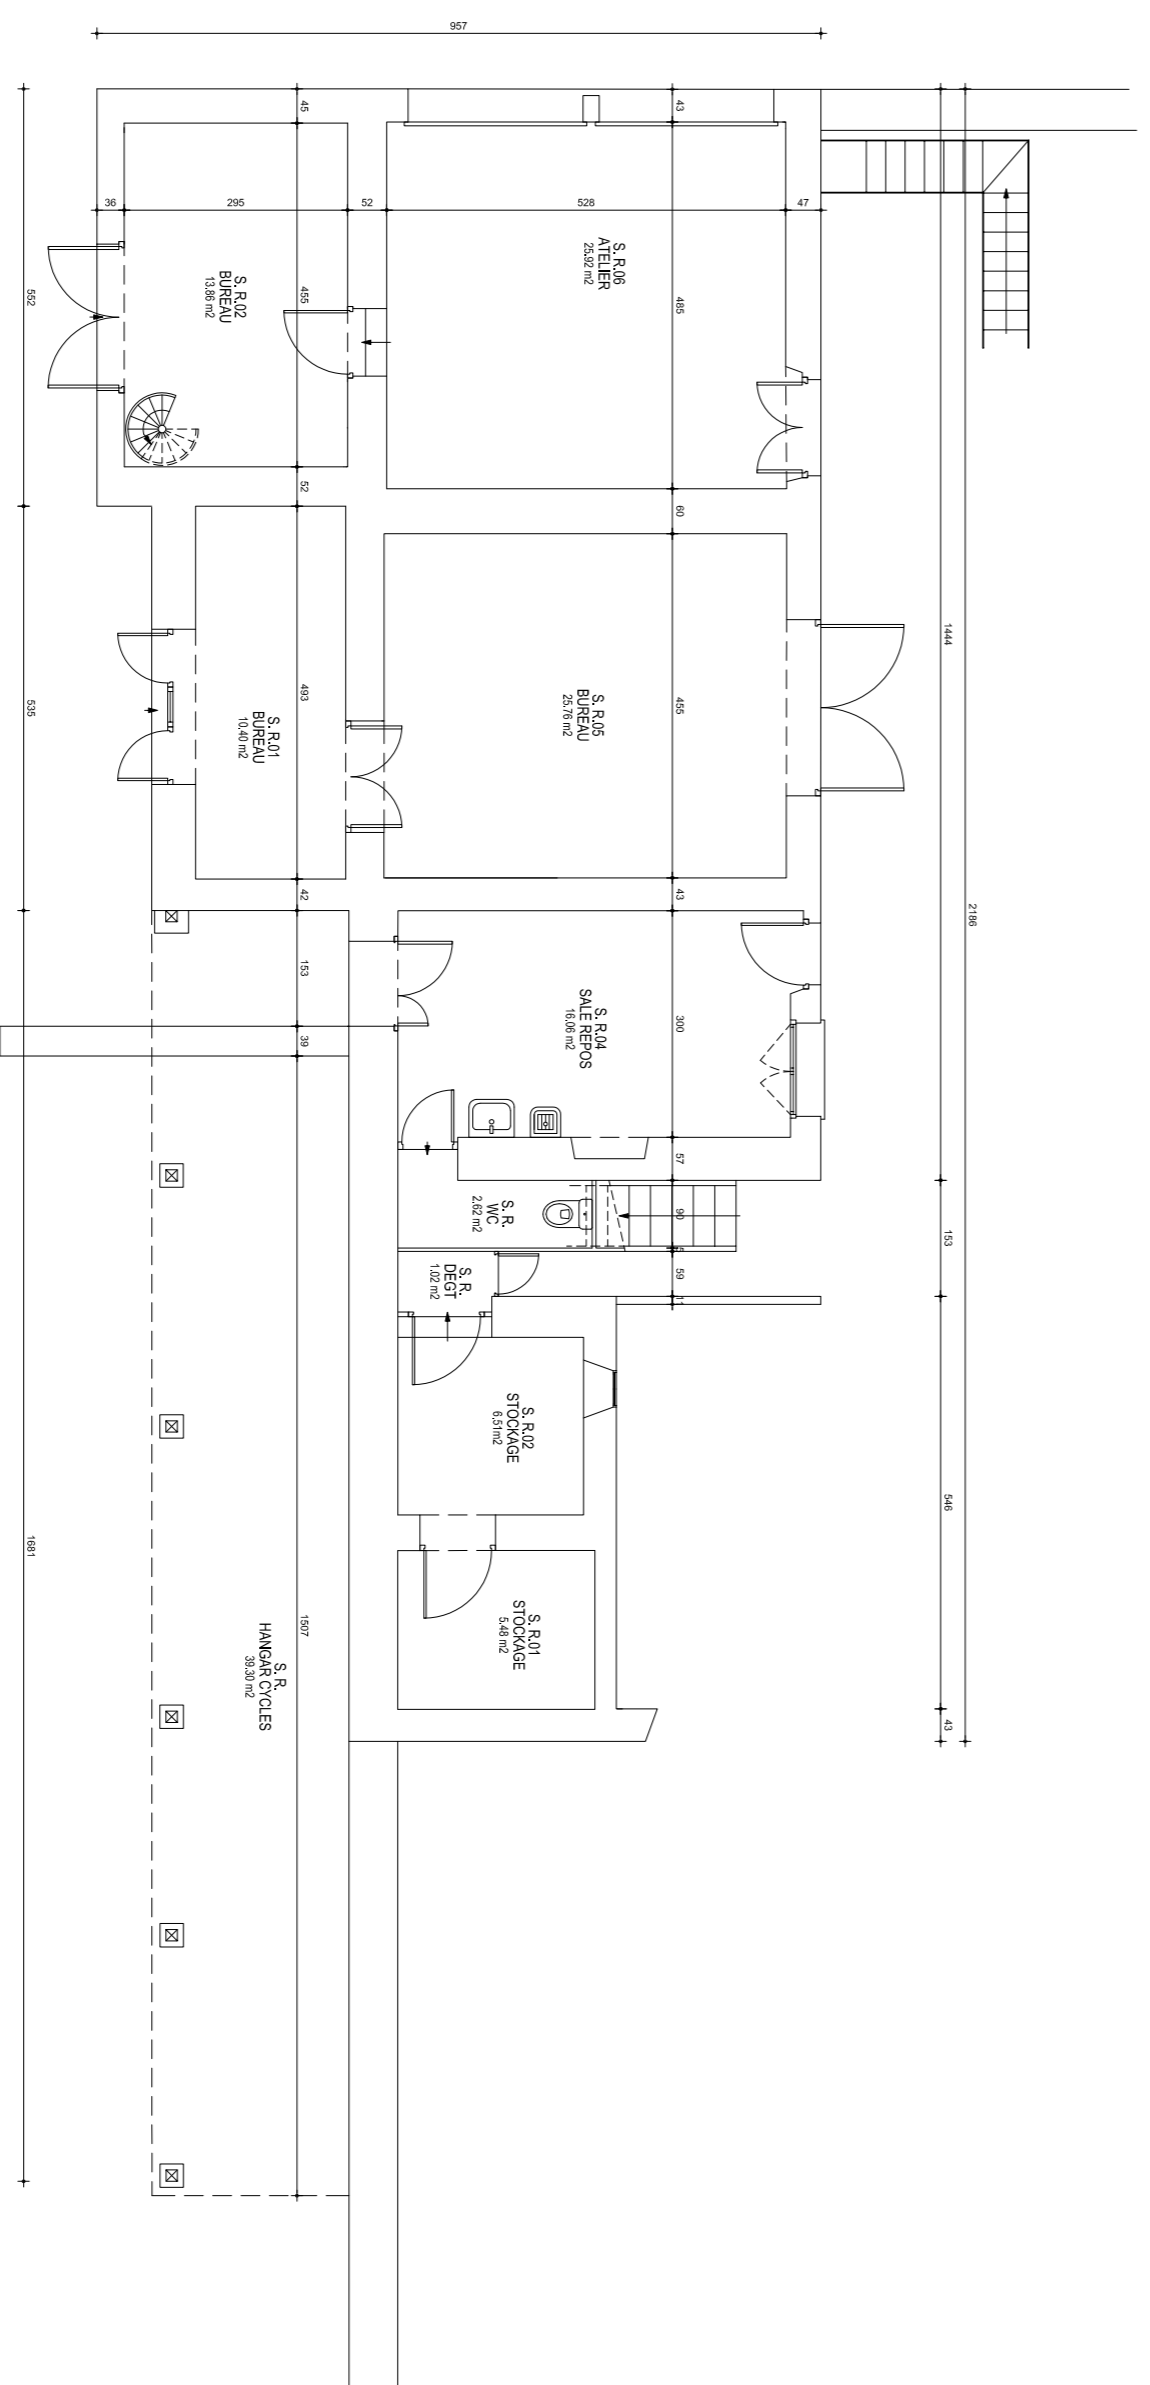 957
45
43
36
295
52
528
47
S. R.02
BUREAU
13.86 m2
S. R.06
ATELIER
25.92 m2
552
455
485
52
60
1444
2186
535
493
S. R.01
BUREAU
10.40 m2
S. R.05
BUREAU
25.76 m2
455
42
43
153
39
S. R.04
SALE REPOS
16.06 m2
300
57
90
153
S. R.
WC
2.62 m2
59
S. R.
DEGT
1.02 m2
S. R.02
STOCKAGE
6.51m2
546
1681
1507
S. R.01
STOCKAGE
5.48 m2
S. R.
HANGAR CYCLES
39.30 m2
43